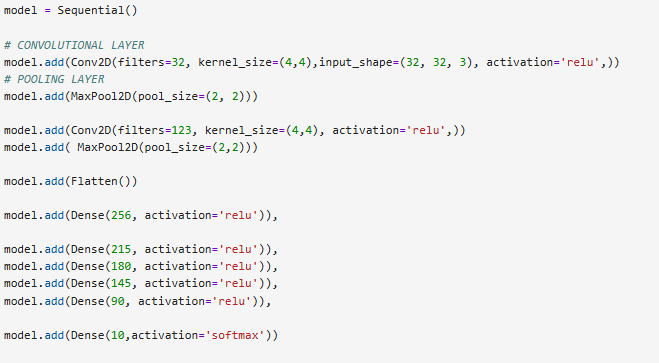 model = Sequential()
# CONVOLUTIONAL LAYER
model.add(Conv2D(filters=32, kernel_size=(4,4),input_shape=(32, 32, 3), activation='relu',))
# POOLING LAYER
model.add(MaxPool2D(pool_size=(2, 2)))
model.add(Conv2D(filters=123, kernel_size=(4,4), activation='relu',))
model.add( MaxPool2D(pool_size=(2,2)))
model.add(Flatten())
model.add(Dense(256, activation='relu')),
model.add(Dense(215, activation='relu')),
model.add(Dense(180, activation='relu')),
model.add(Dense(145, activation='relu')),
model.add(Dense(90, activation='relu')),
model.add(Dense(10,activation='softmax'))